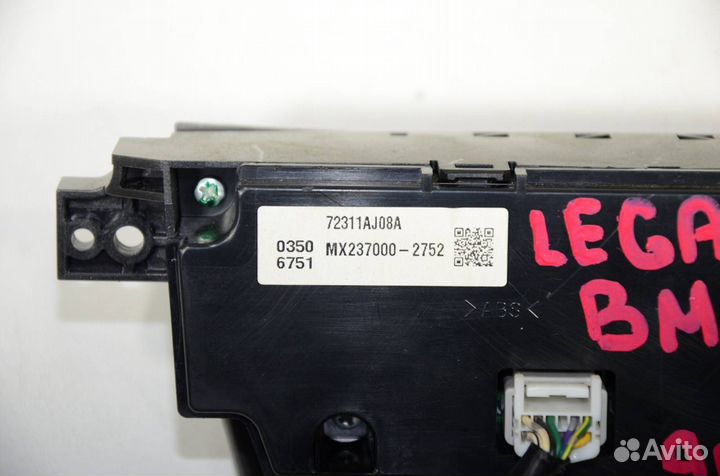 72311AJ08A
0350
6751
MX237000-2752
>ABS<
LEGA
BM
Avito